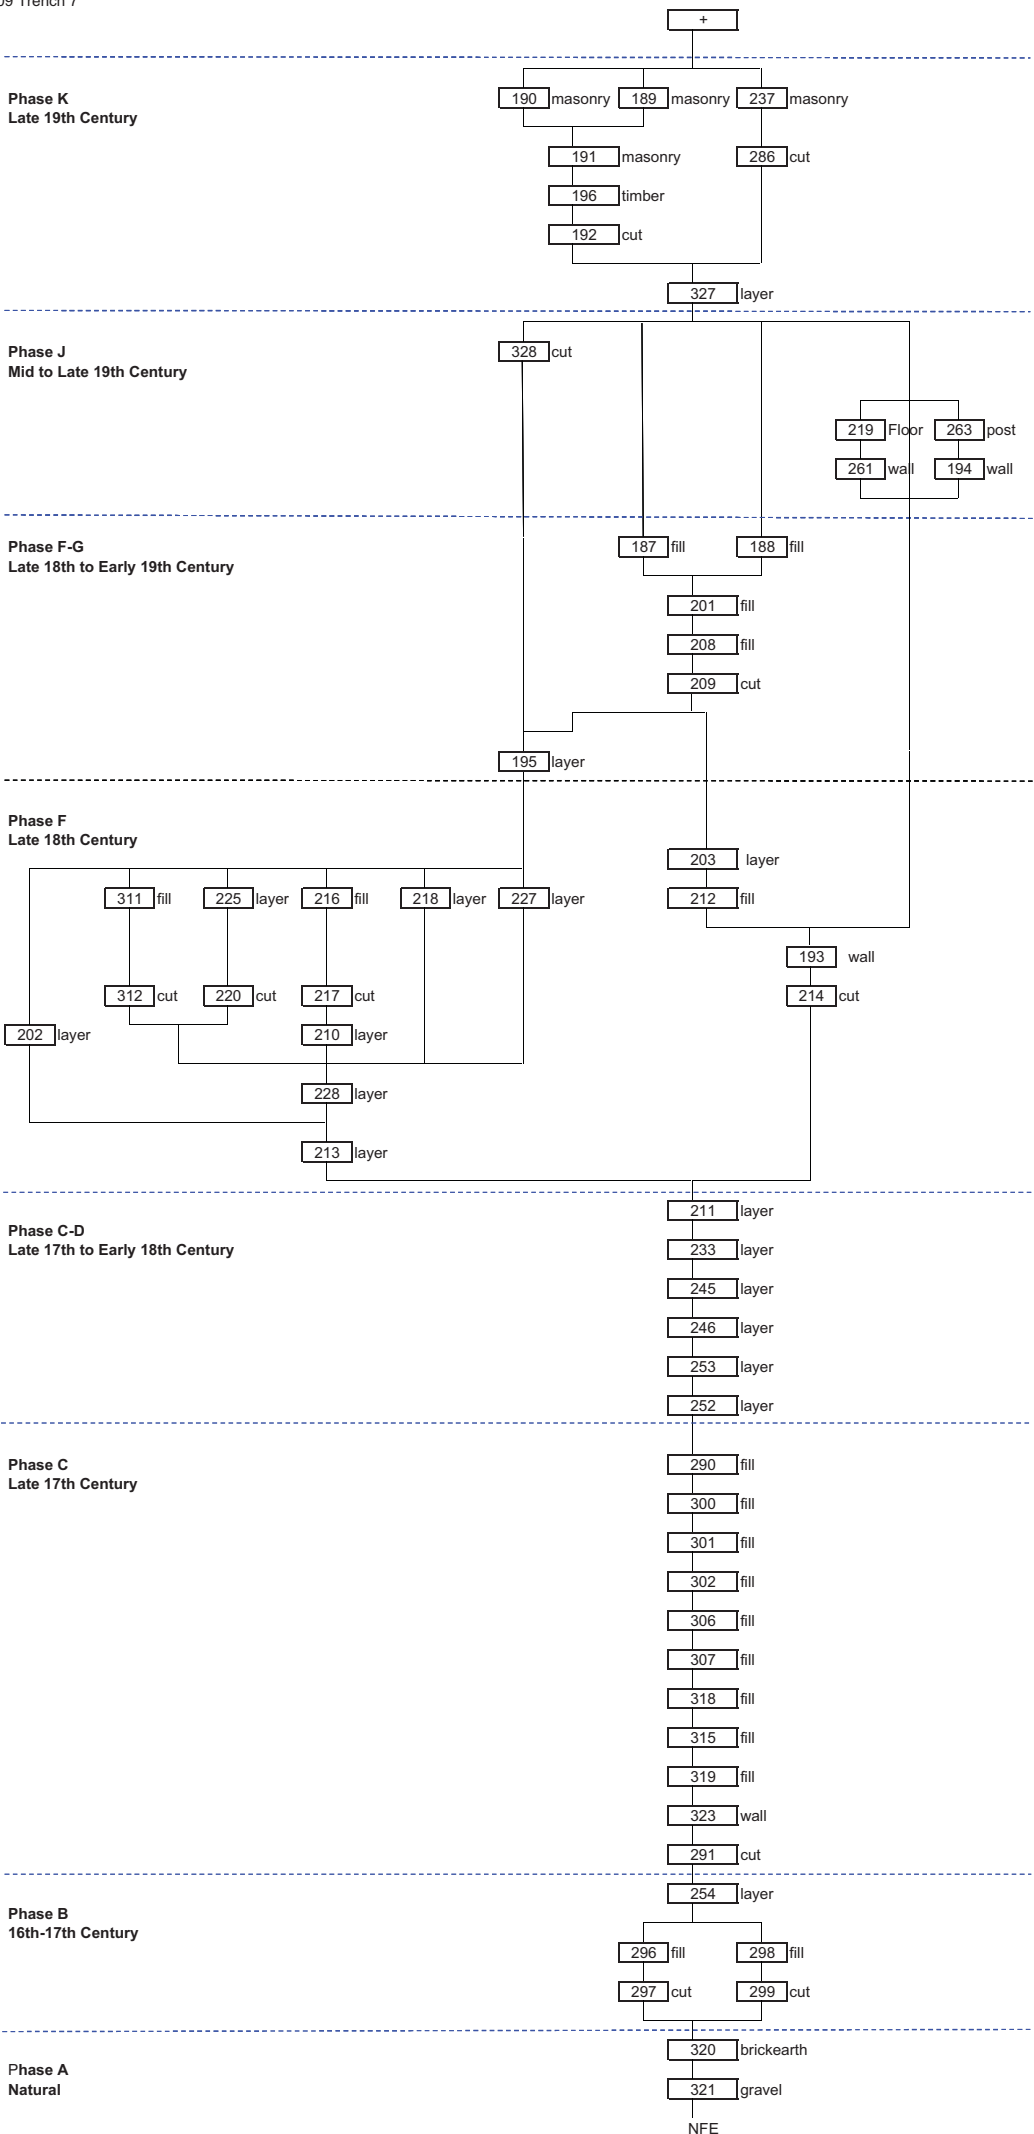 09 Trench 7
+
Phase K
Late 19th Century
190 masonry 189 masonry 237 masonry
191 masonry 286 cut
196 timber
192 cut
327 layer
Phase J
Mid to Late 19th Century
328 cut
219 Floor 263 post
261 wall 194 wall
Phase F-G
Late 18th to Early 19th Century
187 fill 188 fill
201 fill
208 fill
209 cut
195 layer
Phase F
Late 18th Century
203 layer
311 fill 225 layer 216 fill 218 layer 227 layer 212 fill
193 wall
312 cut 220 cut 217 cut 214 cut
202 layer 210 layer
228 layer
213 layer
Phase C-D
Late 17th to Early 18th Century
211 layer
233 layer
245 layer
246 layer
253 layer
252 layer
Phase C
Late 17th Century
290 fill
300 fill
301 fill
302 fill
306 fill
307 fill
318 fill
315 fill
319 fill
323 wall
291 cut
254 layer
Phase B
16th-17th Century
296 fill 298 fill
297 cut 299 cut
Phase A
Natural
320 brickearth
321 gravel
NFE